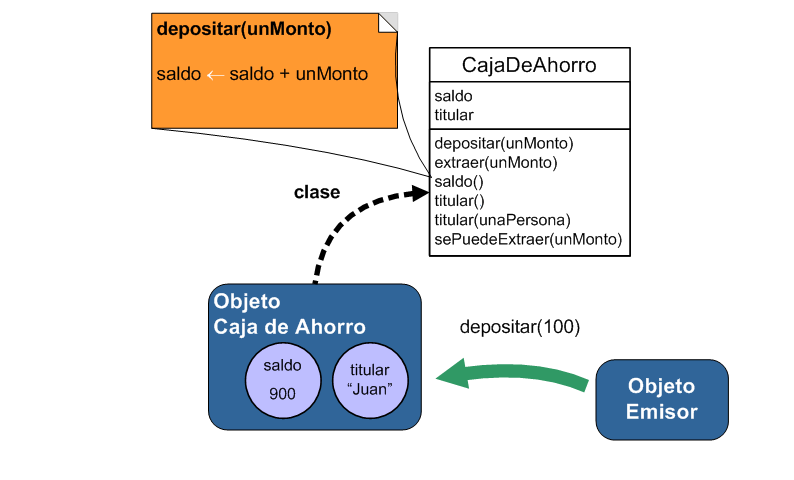 depositar(unMonto)
saldo ← saldo + unMonto
CajaDeAhorro
saldo
titular
depositar(unMonto)
extraer(unMonto)
saldo()
titular()
titular(unaPersona)
sePuedeExtraer(unMonto)
clase
Objeto
Caja de Ahorro
saldo
900
titular
“Juan”
depositar(100)
Objeto
Emisor